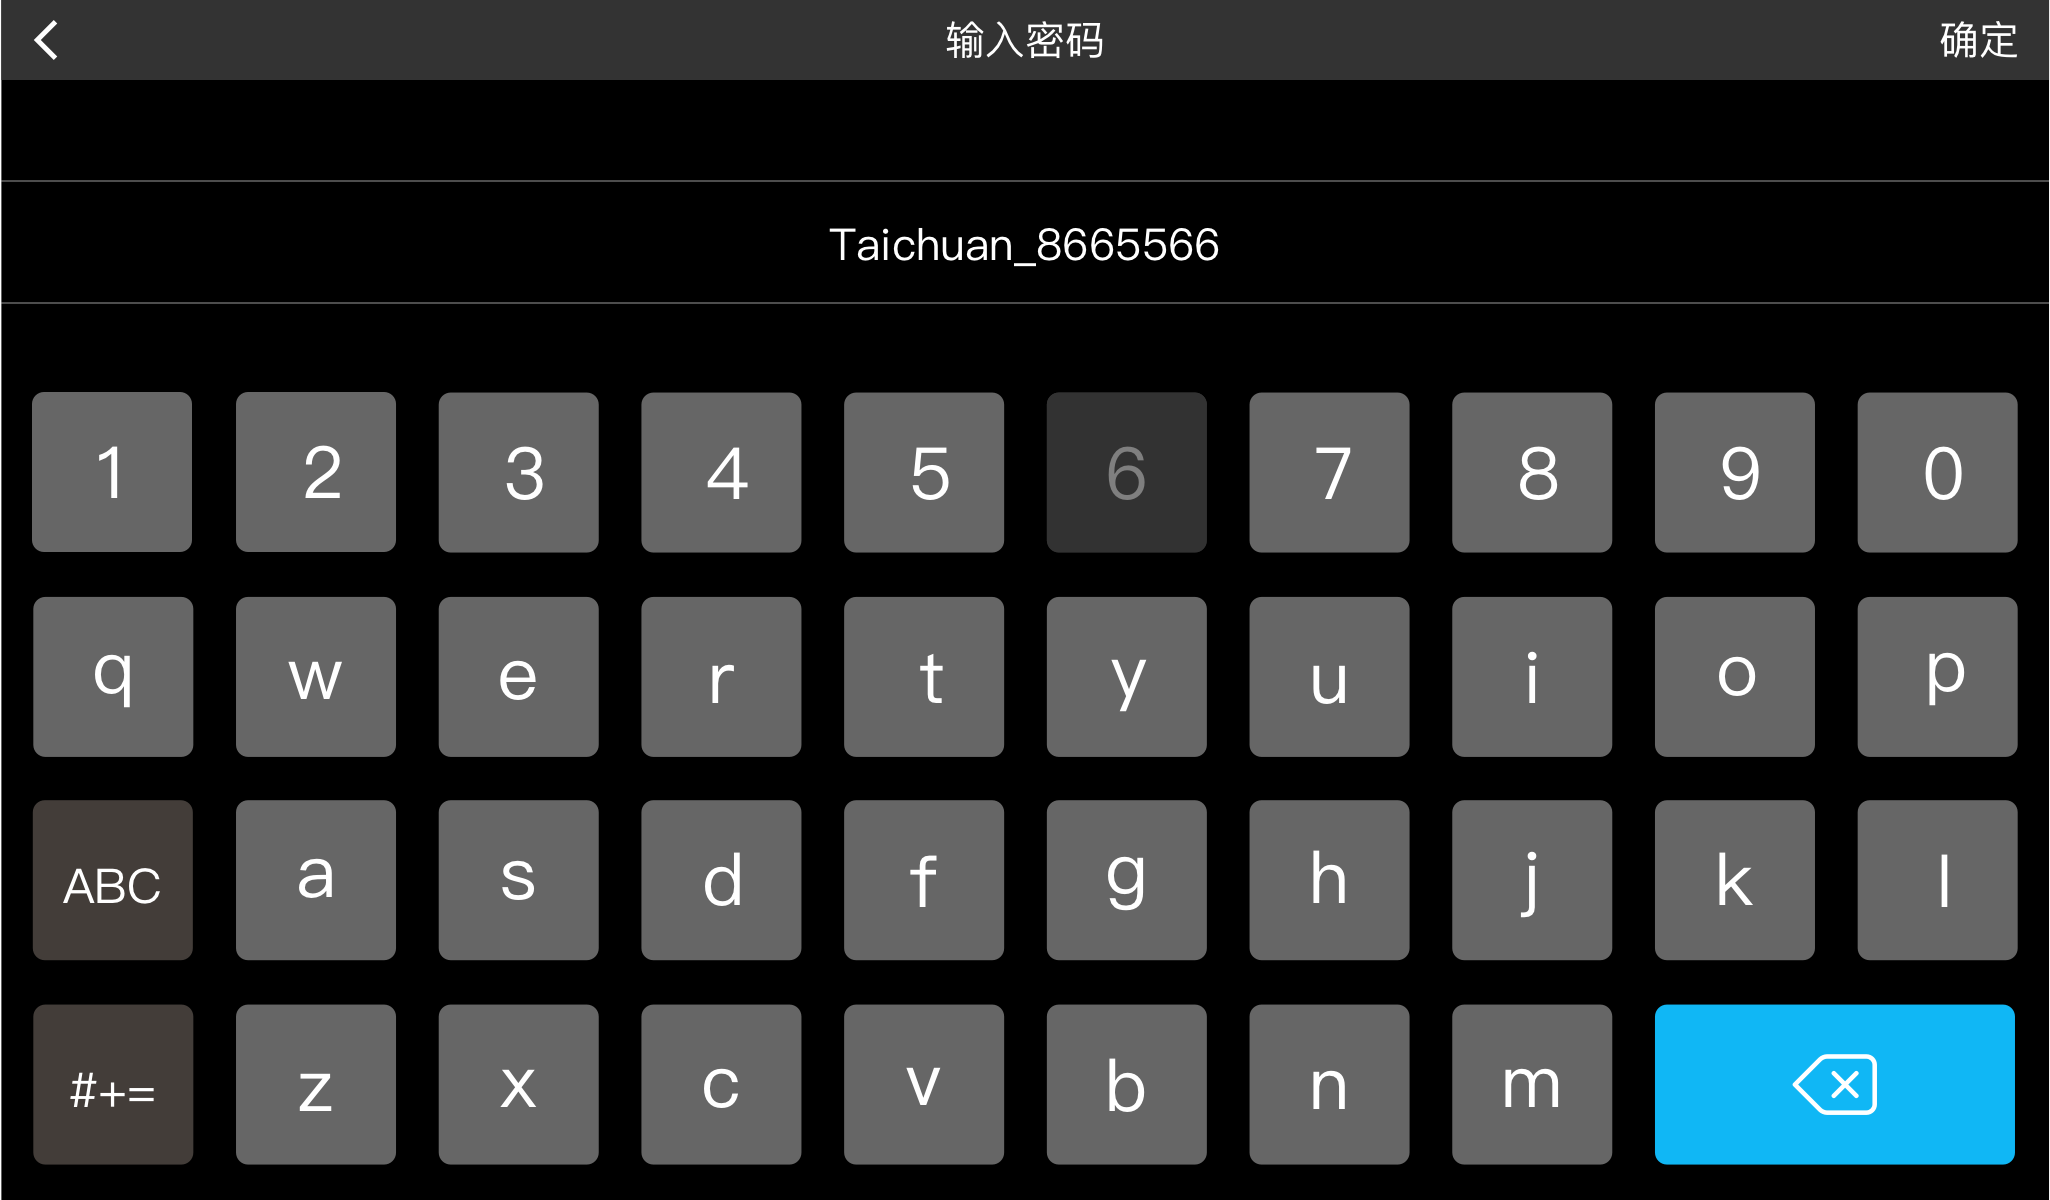 输入密码 确定
Taichuan_8665566
1 2 3 4 5 6 7 8 9 0
q w e r t y u i o p
ABC a s d f g h j k l
#+= z x c v b n m